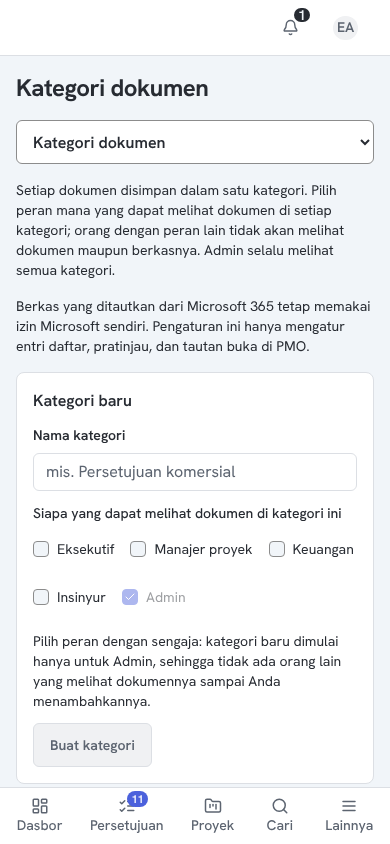 1
EA
Kategori dokumen
Kategori dokumen
Setiap dokumen disimpan dalam satu kategori. Pilih
peran mana yang dapat melihat dokumen di setiap
kategori; orang dengan peran lain tidak akan melihat
dokumen maupun berkasnya. Admin selalu melihat
semua kategori.
Berkas yang ditautkan dari Microsoft 365 tetap memakai
izin Microsoft sendiri. Pengaturan ini hanya mengatur
entri daftar, pratinjau, dan tautan buka di PMO.
Kategori baru
Nama kategori
mis. Persetujuan komersial
Siapa yang dapat melihat dokumen di kategori ini
Eksekutif Manajer proyek Keuangan
Insinyur Admin
Pilih peran dengan sengaja: kategori baru dimulai
hanya untuk Admin, sehingga tidak ada orang lain
yang melihat dokumennya sampai Anda
menambahkannya.
Buat kategori
11
Dasbor Persetujuan Proyek Cari Lainnya